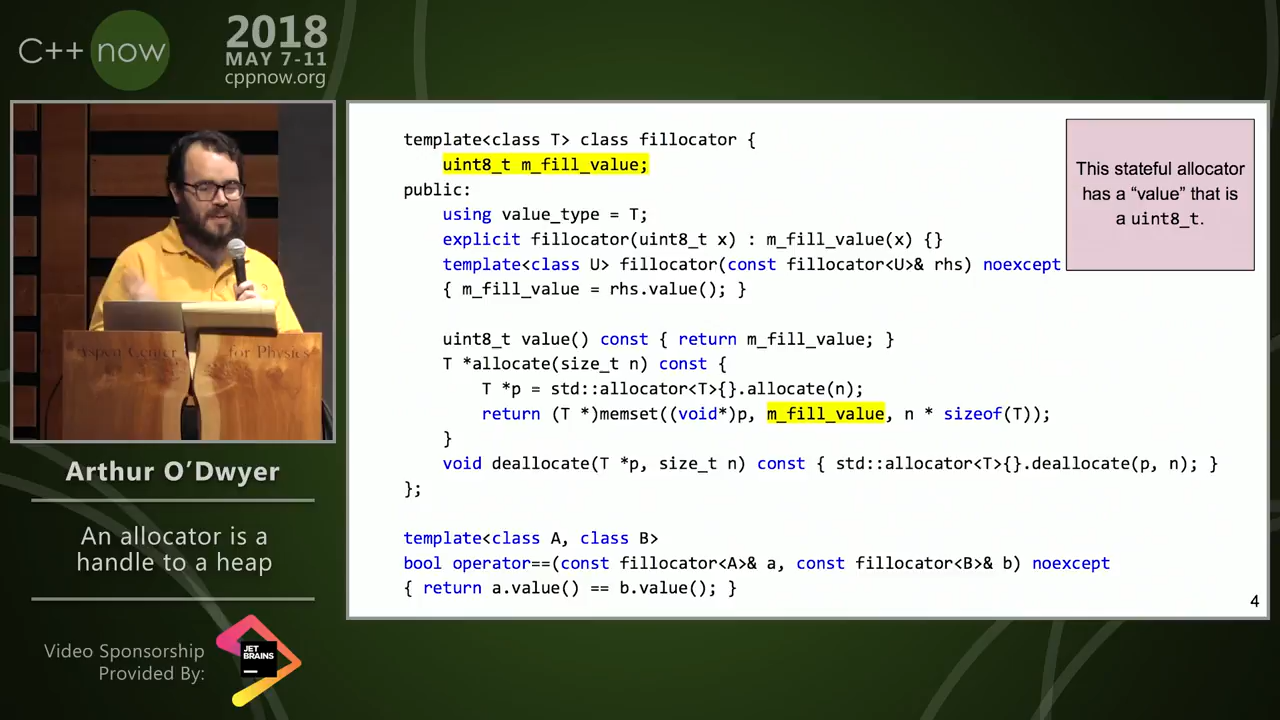 C++ now
2018
MAY 7-11
cppnow.org
Aspen Center for Physics
Arthur O’Dwyer
An allocator is a
handle to a heap
Video Sponsorship
Provided By:
JET
BRAINS
template<class T> class fillocator {
    uint8_t m_fill_value;
public:
    using value_type = T;
    explicit fillocator(uint8_t x) : m_fill_value(x) {}
    template<class U> fillocator(const fillocator<U>& rhs) noexcept
    { m_fill_value = rhs.value(); }
    uint8_t value() const { return m_fill_value; }
    T *allocate(size_t n) const {
        T *p = std::allocator<T>{}.allocate(n);
        return (T *)memset((void*)p, m_fill_value, n * sizeof(T));
    }
    void deallocate(T *p, size_t n) const { std::allocator<T>{}.deallocate(p, n); }
};
template<class A, class B>
bool operator==(const fillocator<A>& a, const fillocator<B>& b) noexcept
{ return a.value() == b.value(); }
This stateful allocator
has a “value” that is
a uint8_t.
4